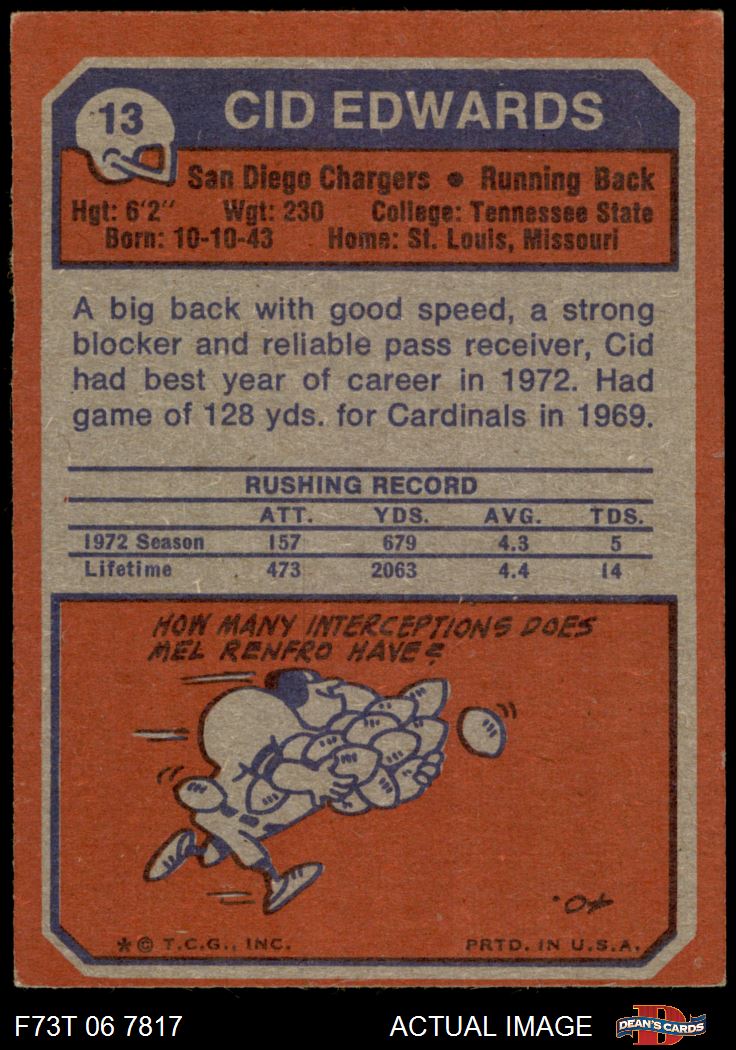 13
CID EDWARDS
San Diego Chargers • Running Back
Hgt: 6'2" Wgt: 230 College: Tennessee State
Born: 10-10-43 Home: St. Louis, Missouri
A big back with good speed, a strong
blocker and reliable pass receiver, Cid
had best year of career in 1972. Had
game of 128 yds. for Cardinals in 1969.
RUSHING RECORD
ATT. YDS. AVG. TDS.
1972 Season 157 679 4.3 5
Lifetime 473 2063 4.4 14
HOW MANY INTERCEPTIONS DOES
MEL RENFRO HAVE?
40.
* © T.C.G., INC. PRTD. IN U.S.A.
F73T 06 7817 ACTUAL IMAGE DEAN'S CARDS